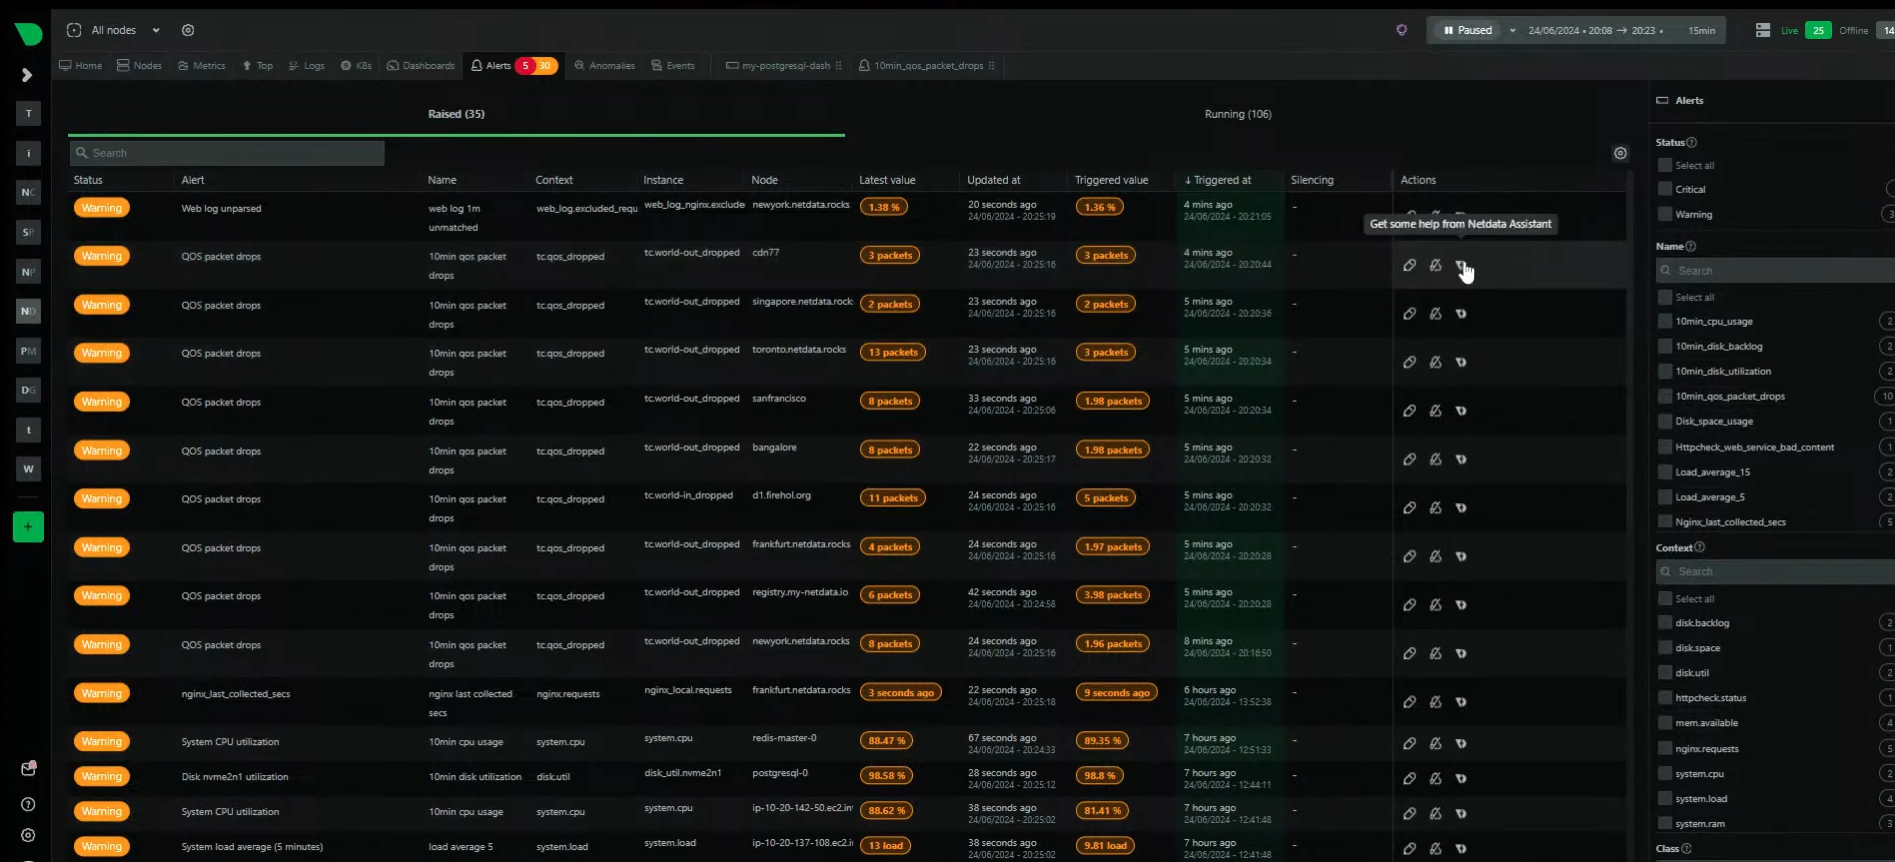 All nodes
Paused 24/06/2024 • 20:08 → 20:23 • 15min
Live 25 Offline 14
Home Nodes Metrics Top Logs K8s Dashboards Alerts 5 30 Anomalies Events my-postgresql-dash 10min_qos_packet_drops
T
i
NC
SP
NP
ND
PM
DG
t
W
+
Raised (35) Running (106)
Search
Status Alert Name Context Instance Node Latest value Updated at Triggered value ↓ Triggered at Silencing Actions
Warning Web log unparsed web log 1m web_log.excluded_requ web_log_nginx.exclude newyork.netdata.rocks 1.38 % 20 seconds ago 1.36 % 4 mins ago -
unmatched 24/06/2024 - 20:25:19 24/06/2024 - 20:21:05
Get some help from Netdata Assistant
Warning QOS packet drops 10min qos packet tc.qos_dropped tc.world-out_dropped cdn77 3 packets 23 seconds ago 3 packets 4 mins ago -
drops 24/06/2024 - 20:25:16 24/06/2024 - 20:20:44
Warning QOS packet drops 10min qos packet tc.qos_dropped tc.world-out_dropped singapore.netdata.rock 2 packets 23 seconds ago 2 packets 5 mins ago -
drops 24/06/2024 - 20:25:16 24/06/2024 - 20:20:36
Warning QOS packet drops 10min qos packet tc.qos_dropped tc.world-out_dropped toronto.netdata.rocks 13 packets 23 seconds ago 3 packets 5 mins ago -
drops 24/06/2024 - 20:25:16 24/06/2024 - 20:20:34
Warning QOS packet drops 10min qos packet tc.qos_dropped tc.world-out_dropped sanfrancisco 8 packets 33 seconds ago 1.98 packets 5 mins ago -
drops 24/06/2024 - 20:25:06 24/06/2024 - 20:20:34
Warning QOS packet drops 10min qos packet tc.qos_dropped tc.world-out_dropped bangalore 8 packets 22 seconds ago 1.98 packets 5 mins ago -
drops 24/06/2024 - 20:25:17 24/06/2024 - 20:20:32
Warning QOS packet drops 10min qos packet tc.qos_dropped tc.world-in_dropped d1.firehol.org 11 packets 24 seconds ago 5 packets 5 mins ago -
drops 24/06/2024 - 20:25:16 24/06/2024 - 20:20:32
Warning QOS packet drops 10min qos packet tc.qos_dropped tc.world-out_dropped frankfurt.netdata.rocks 4 packets 24 seconds ago 1.97 packets 5 mins ago -
drops 24/06/2024 - 20:25:16 24/06/2024 - 20:20:28
Warning QOS packet drops 10min qos packet tc.qos_dropped tc.world-out_dropped registry.my-netdata.io 6 packets 42 seconds ago 3.98 packets 5 mins ago -
drops 24/06/2024 - 20:24:58 24/06/2024 - 20:20:28
Warning QOS packet drops 10min qos packet tc.qos_dropped tc.world-out_dropped newyork.netdata.rocks 8 packets 24 seconds ago 1.96 packets 8 mins ago -
drops 24/06/2024 - 20:25:16 24/06/2024 - 20:16:50
Warning nginx_last_collected_secs nginx last collected nginx.requests nginx_local.requests frankfurt.netdata.rocks 3 seconds ago 22 seconds ago 9 seconds ago 6 hours ago -
secs 24/06/2024 - 20:25:18 24/06/2024 - 13:52:38
Warning System CPU utilization 10min cpu usage system.cpu system.cpu redis-master-0 88.47 % 67 seconds ago 89.35 % 7 hours ago -
24/06/2024 - 20:24:33 24/06/2024 - 12:51:33
Warning Disk nvme2n1 utilization 10min disk utilization disk.util disk_util.nvme2n1 postgresql-0 98.58 % 28 seconds ago 98.8 % 7 hours ago -
24/06/2024 - 20:25:12 24/06/2024 - 12:44:11
Warning System CPU utilization 10min cpu usage system.cpu system.cpu ip-10-20-142-50.ec2.in 88.62 % 38 seconds ago 81.41 % 7 hours ago -
24/06/2024 - 20:25:02 24/06/2024 - 12:41:48
Warning System load average (5 minutes) load average 5 system.load system.load ip-10-20-137-108.ec2.i 13 load 38 seconds ago 9.81 load 7 hours ago -
24/06/2024 - 20:25:02 24/06/2024 - 12:41:48
Alerts
Status
Select all
Critical
Warning 3
Name
Search
Select all
10min_cpu_usage 2
10min_disk_backlog 2
10min_disk_utilization 2
10min_qos_packet_drops 10
Disk_space_usage 1
Httpcheck_web_service_bad_content 1
Load_average_15 2
Load_average_5 2
Nginx_last_collected_secs 5
Context
Search
Select all
disk.backlog 2
disk.space 1
disk.util 2
httpcheck.status 1
mem.available 4
nginx.requests 5
system.cpu 2
system.load 4
system.ram 3
Class